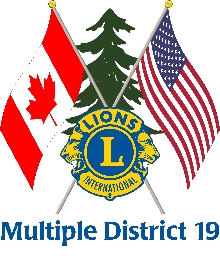 LIONS
L
INTERNATIONAL
Multiple District 19